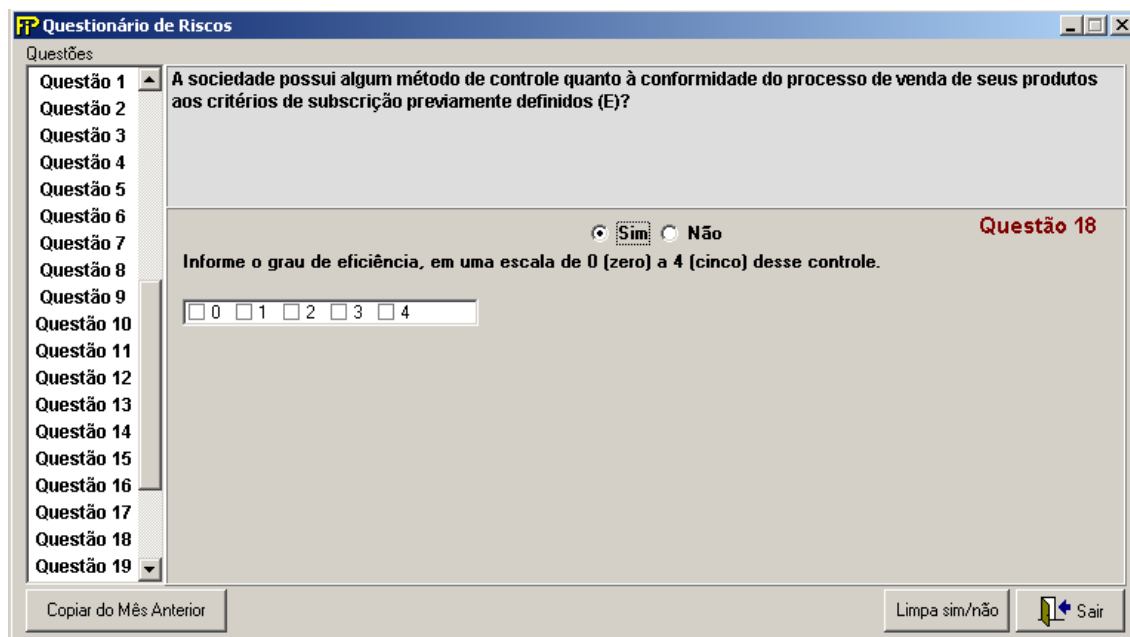 FiP Questionário de Riscos
Questões
Questão 1
Questão 2
Questão 3
Questão 4
Questão 5
Questão 6
Questão 7
Questão 8
Questão 9
Questão 10
Questão 11
Questão 12
Questão 13
Questão 14
Questão 15
Questão 16
Questão 17
Questão 18
Questão 19
A sociedade possui algum método de controle quanto à conformidade do processo de venda de seus produtos
aos critérios de subscrição previamente definidos (E)?
Sim Não
Questão 18
Informe o grau de eficiência, em uma escala de 0 (zero) a 4 (cinco) desse controle.
0 1 2 3 4
Copiar do Mês Anterior
Limpa sim/não
Sair